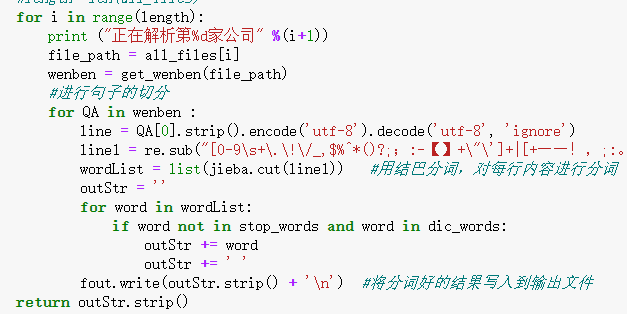 for i in range(length):
print ("正在解析第%d家公司" %(i+1))
file_path = all_files[i]
wenben = get_wenben(file_path)
#进行句子的切分
for QA in wenben :
line = QA[0].strip().encode('utf-8').decode('utf-8', 'ignore')
line1 = re.sub("[0-9\s+\.\!\/_,$%^*()?;；:-【】+\"\']+|[+——！，;:。
wordList = list(jieba.cut(line1)) #用结巴分词，对每行内容进行分词
outStr = ''
for word in wordList:
if word not in stop_words and word in dic_words:
outStr += word
outStr += ' '
fout.write(outStr.strip() + '\n') #将分词好的结果写入到输出文件
return outStr.strip()